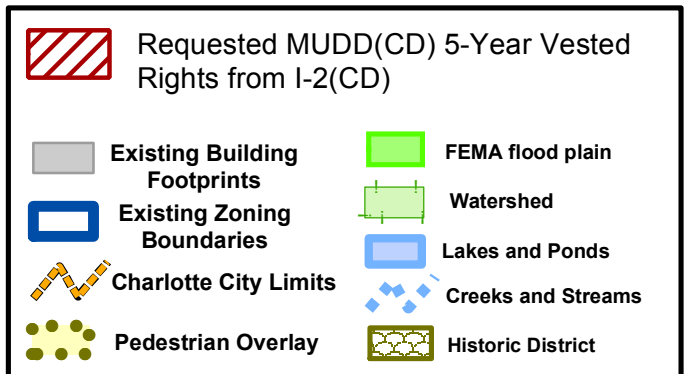 Requested MUDD(CD) 5-Year Vested
Rights from I-2(CD)
Existing Building
Footprints
Existing Zoning
Boundaries
Charlotte City Limits
Pedestrian Overlay
FEMA flood plain
Watershed
Lakes and Ponds
Creeks and Streams
Historic District